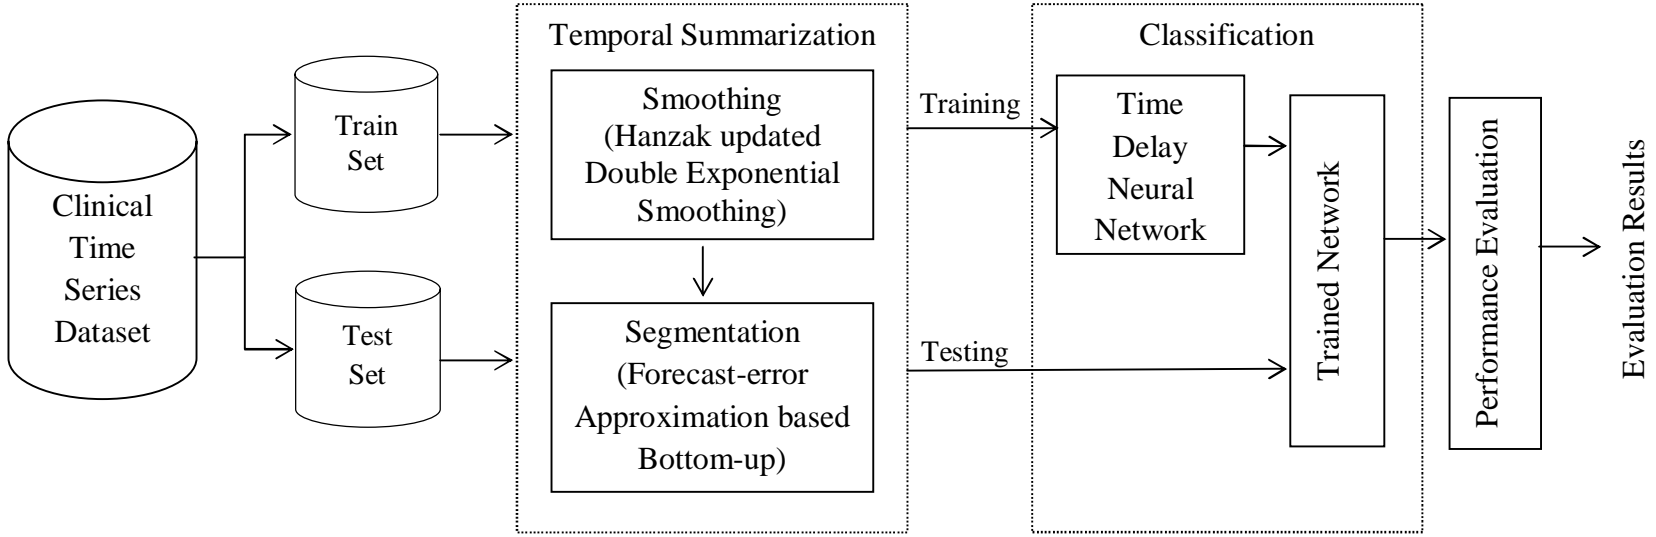 Clinical
Time
Series
Dataset
Train
Set
Test
Set
Temporal Summarization
Smoothing
(Hanzak updated
Double Exponential
Smoothing)
Segmentation
(Forecast-error
Approximation based
Bottom-up)
Training
Testing
Classification
Time
Delay
Neural
Network
Trained Network
Performance Evaluation
Evaluation Results